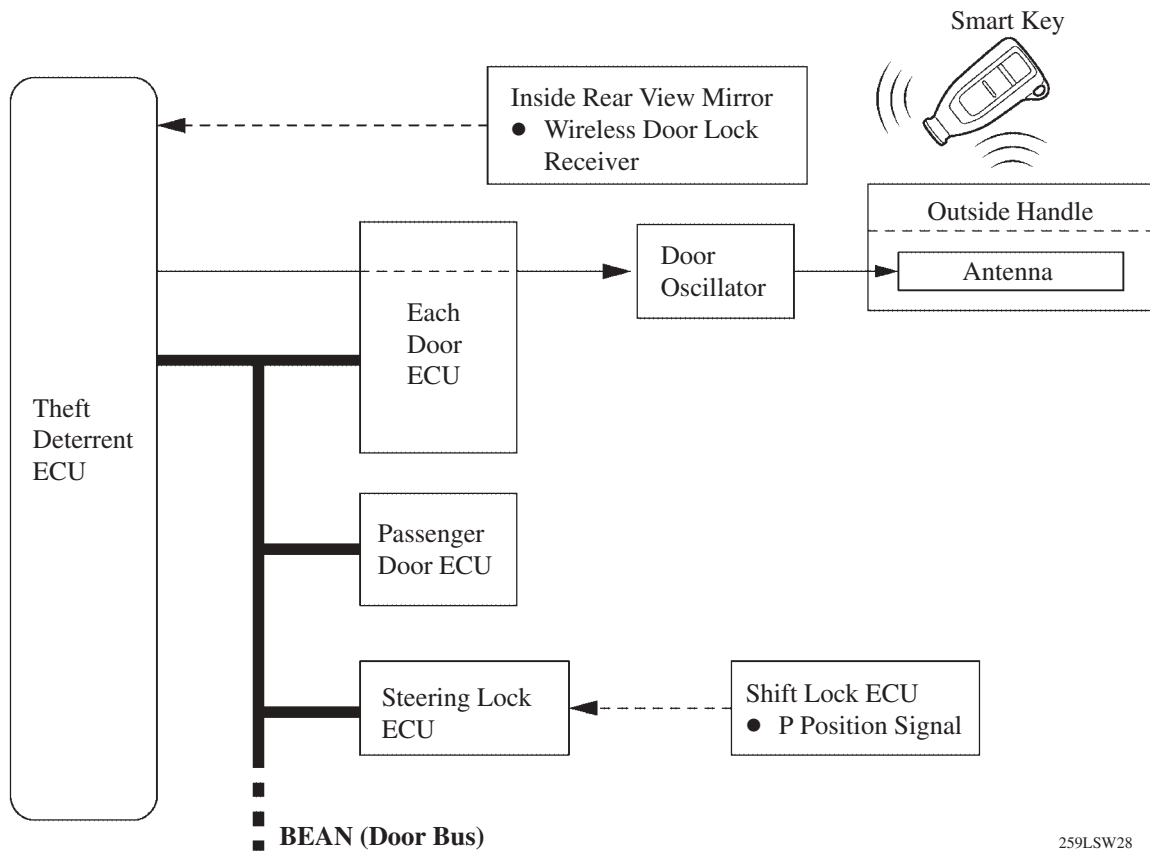 Smart Key
Inside Rear View Mirror
● Wireless Door Lock
Receiver
Outside Handle
Antenna
Door
Oscillator
Each
Door
ECU
Theft
Deterrent
ECU
Passenger
Door ECU
Steering Lock
ECU
Shift Lock ECU
● P Position Signal
BEAN (Door Bus)
259LSW28